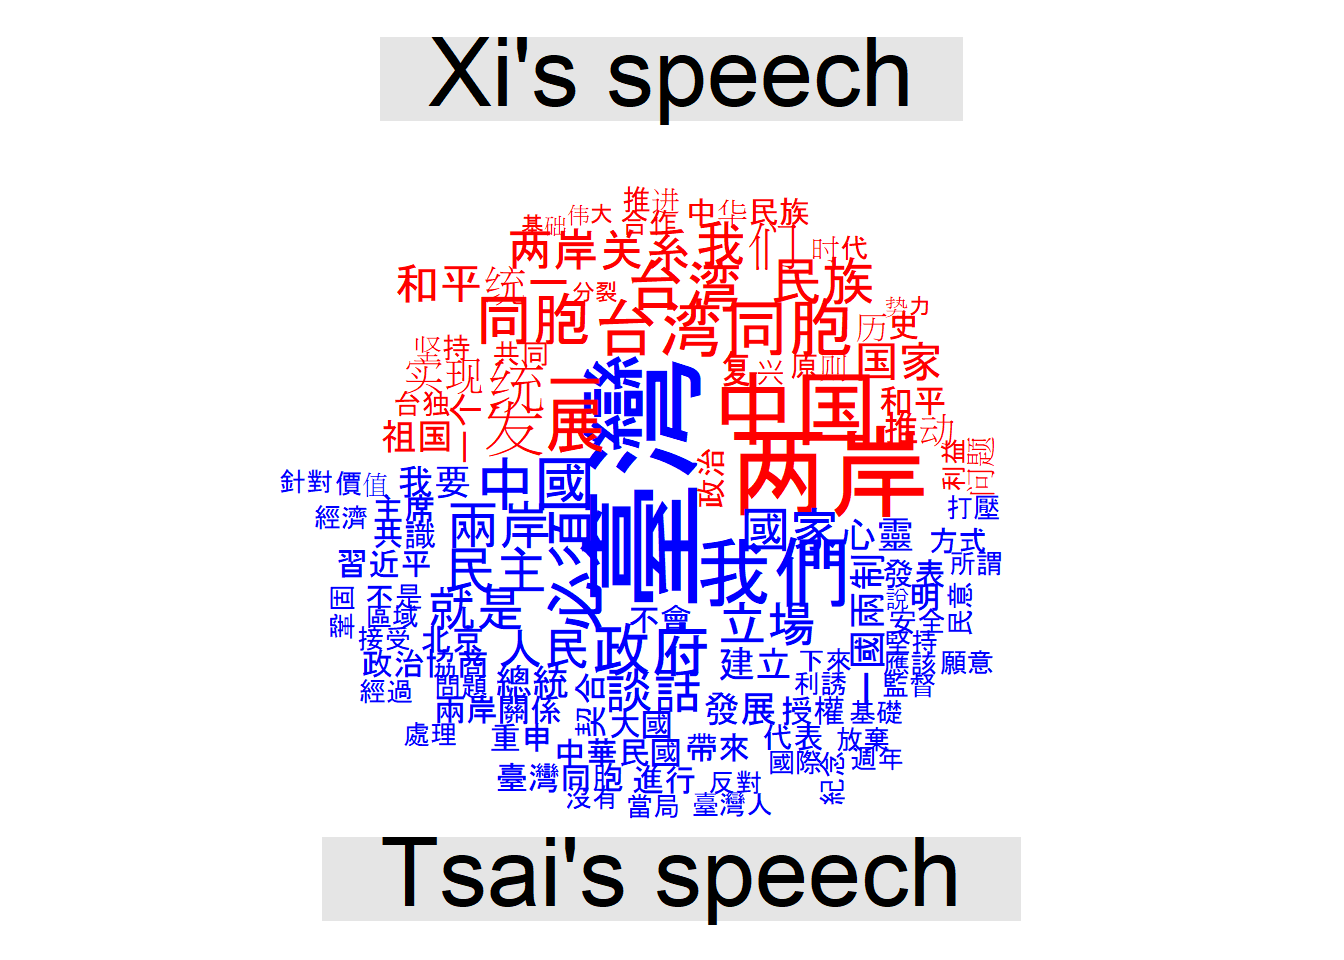 Xi's speech
推进
基础 伟大 合作 中华民族
两岸关系 我们 时代
和平统一 分裂 台湾 民族
势力
同胞 台湾同胞 历史
坚持 共同 复兴 原则 国家
实现 统一
台独 一个 发展 中国 和平
祖国 推动
政治 两岸 利益 问题
臺灣
針對 價值 我要 中國
經濟 主席 兩岸 必須 國家 心靈 打壓
共識 方式
習近平 民主 我們 一國兩制 發表 所謂
鞏固 不是 就是 說明 民意
區域 不會 立場 安全
接受 北京 人民 政府 堅持
政治協商 建立 下來 應該 願意
經過 問題 總統 契合 談話 利誘 監督
兩岸關係 大國 發展 授權 基礎
處理 重申 中華民國 帶來 代表 放棄
國際 紀念 週年
臺灣同胞 進行 反對
沒有 當局 臺灣人
Tsai's speech